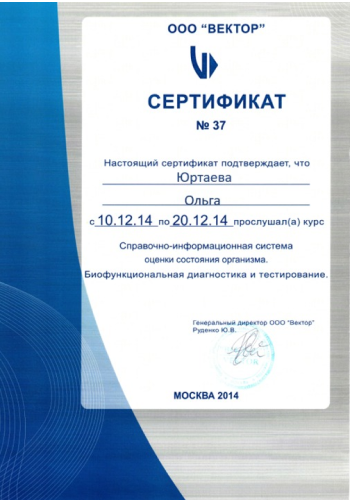 ООО “ВЕКТОР”
СЕРТИФИКАТ
№ 37
Настоящий сертификат подтверждает, что
Юртаева
Ольга
с 10.12.14 по 20.12.14 прослушал(а) курс
Справочно-информационная система
оценки состояния организма.
Биофункциональная диагностика и тестирование.
Генеральный директор ООО "Вектор"
Руденко Ю.В.
МОСКВА 2014